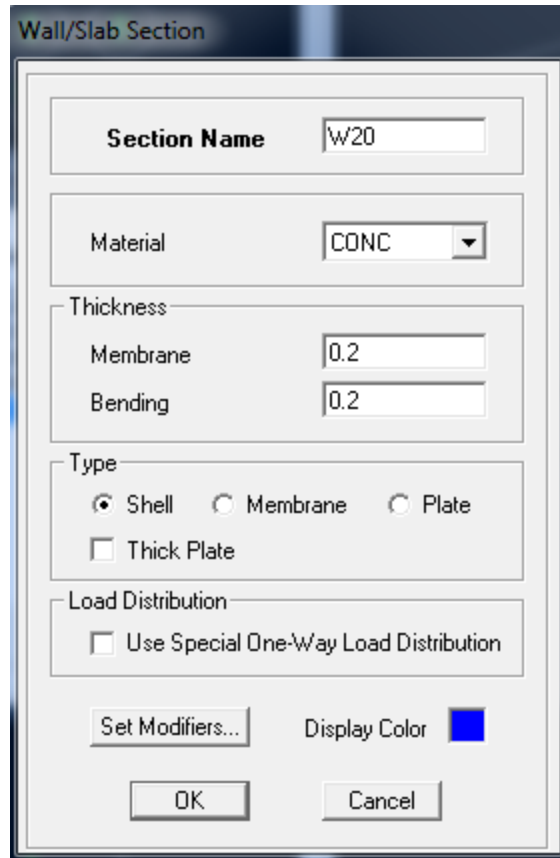 Wall/Slab Section
Section Name W20
Material CONC
Thickness
Membrane 0.2
Bending 0.2
Type
Shell Membrane Plate
Thick Plate
Load Distribution
Use Special One-Way Load Distribution
Set Modifiers... Display Color
OK Cancel